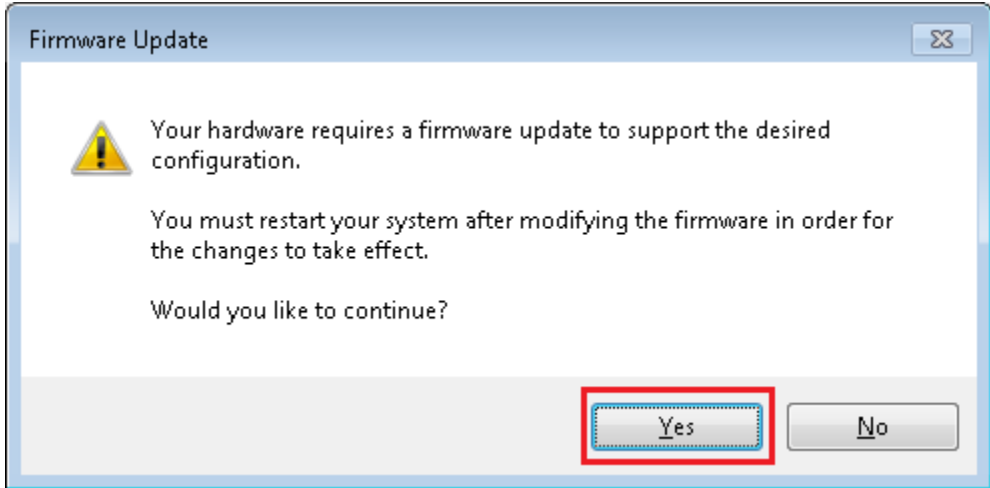 Firmware Update
Your hardware requires a firmware update to support the desired
configuration.
You must restart your system after modifying the firmware in order for
the changes to take effect.
Would you like to continue?
Yes
No